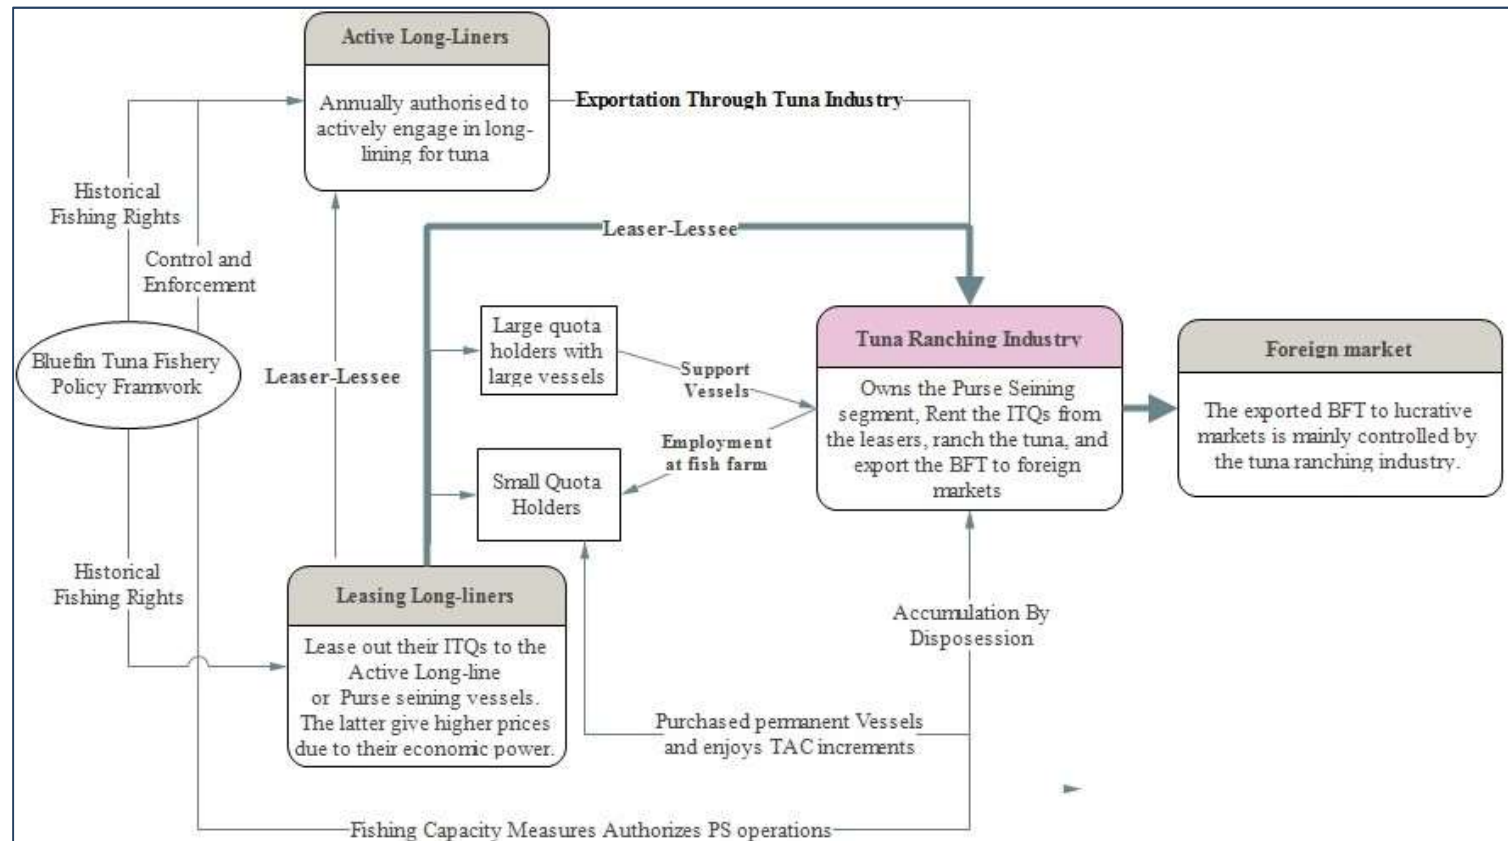 Active Long-Liners
Annually authorised to
actively engage in long-
lining for tuna
Exportation Through Tuna Industry
Historical
Fishing Rights
Control and
Enforcement
Leaser-Lessee
Bluefin Tuna Fishery
Policy Framwork
Leaser-Lessee
Large quota
holders with
large vessels
Support
Vessels
Employment
at fish farm
Small Quota
Holders
Tuna Ranching Industry
Owns the Purse Seining
segment, Rent the ITQs from
the leasers, ranch the tuna, and
export the BFT to foreign
markets
Foreign market
The exported BFT to lucrative
markets is mainly controlled by
the tuna ranching industry.
Historical
Fishing Rights
Leasing Long-liners
Lease out their ITQs to the
Active Long-line
or Purse seining vessels.
The latter give higher prices
due to their economic power.
Accumulation By
Disposession
Purchased permanent Vessels
and enjoys TAC increments
Fishing Capacity Measures Authorizes PS operations